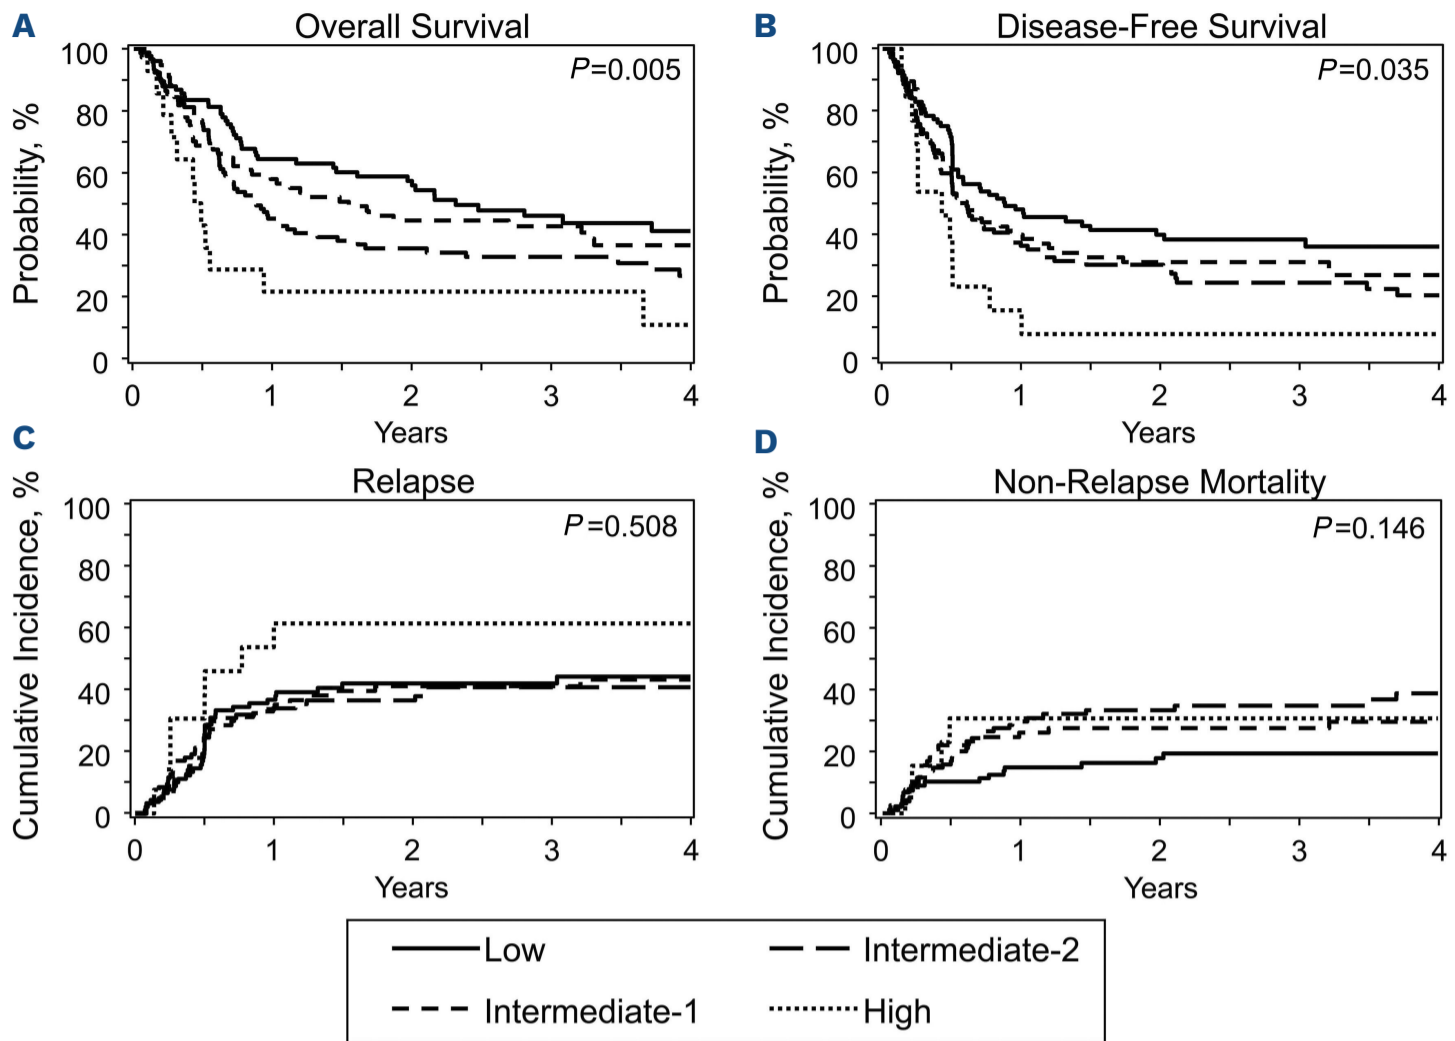 A
Overall Survival
P=0.005
Probability, %
100
80
60
40
20
0
0 1 2 3 4
Years
B
Disease-Free Survival
P=0.035
Probability, %
100
80
60
40
20
0
0 1 2 3 4
Years
C
Relapse
P=0.508
Cumulative Incidence, %
100
80
60
40
20
0
0 1 2 3 4
Years
D
Non-Relapse Mortality
P=0.146
Cumulative Incidence, %
100
80
60
40
20
0
0 1 2 3 4
Years
Low
Intermediate-2
Intermediate-1
High